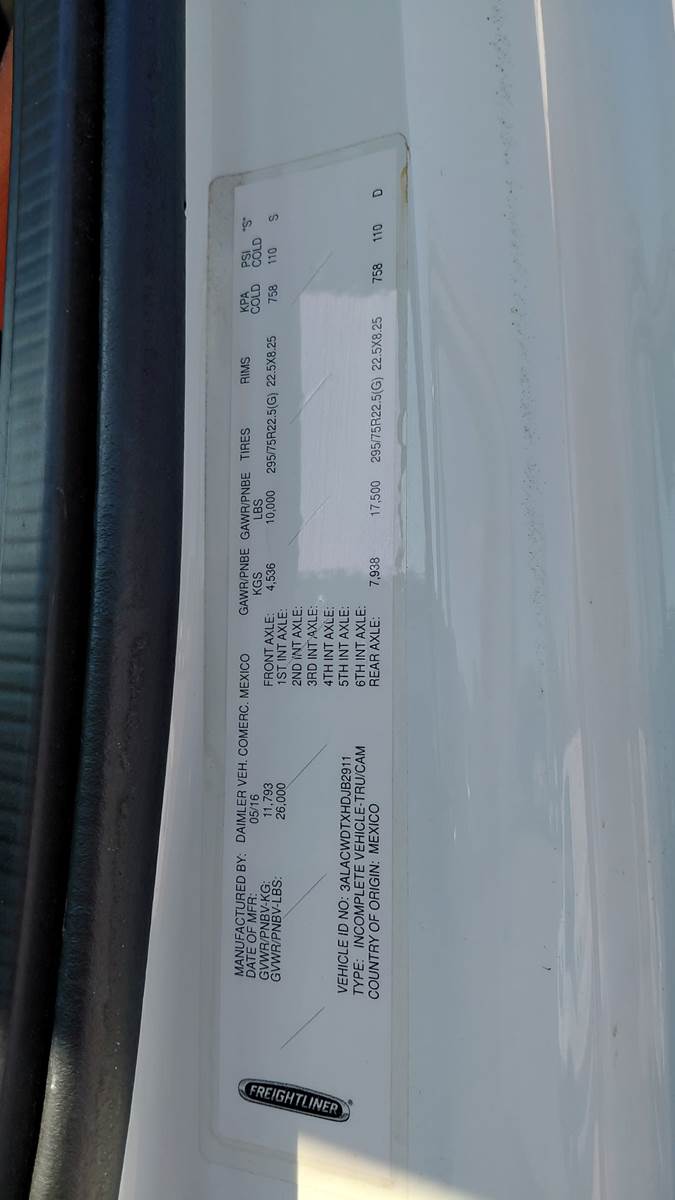 FREIGHTLINER®
MANUFACTURED BY: DAIMLER VEH. COMERC. MEXICO
DATE OF MFR: 05/16
GVWR/PNBV-KG: 11,793
GVWR/PNBV-LBS: 26,000
VEHICLE ID NO: 3ALACWDTXHDJB2911
TYPE: INCOMPLETE VEHICLE-TRU/CAM
COUNTRY OF ORIGIN: MEXICO
GAWR/PNBE GAWR/PNBE TIRES RIMS KPA PSI "S"
KGS LBS COLD COLD
FRONT AXLE: 4,536 10,000 295/75R22.5(G) 22.5X8.25 758 110 S
1ST INT AXLE:
2ND INT AXLE:
3RD INT AXLE:
4TH INT AXLE:
5TH INT AXLE:
6TH INT AXLE:
REAR AXLE: 7,938 17,500 295/75R22.5(G) 22.5X8.25 758 110 D